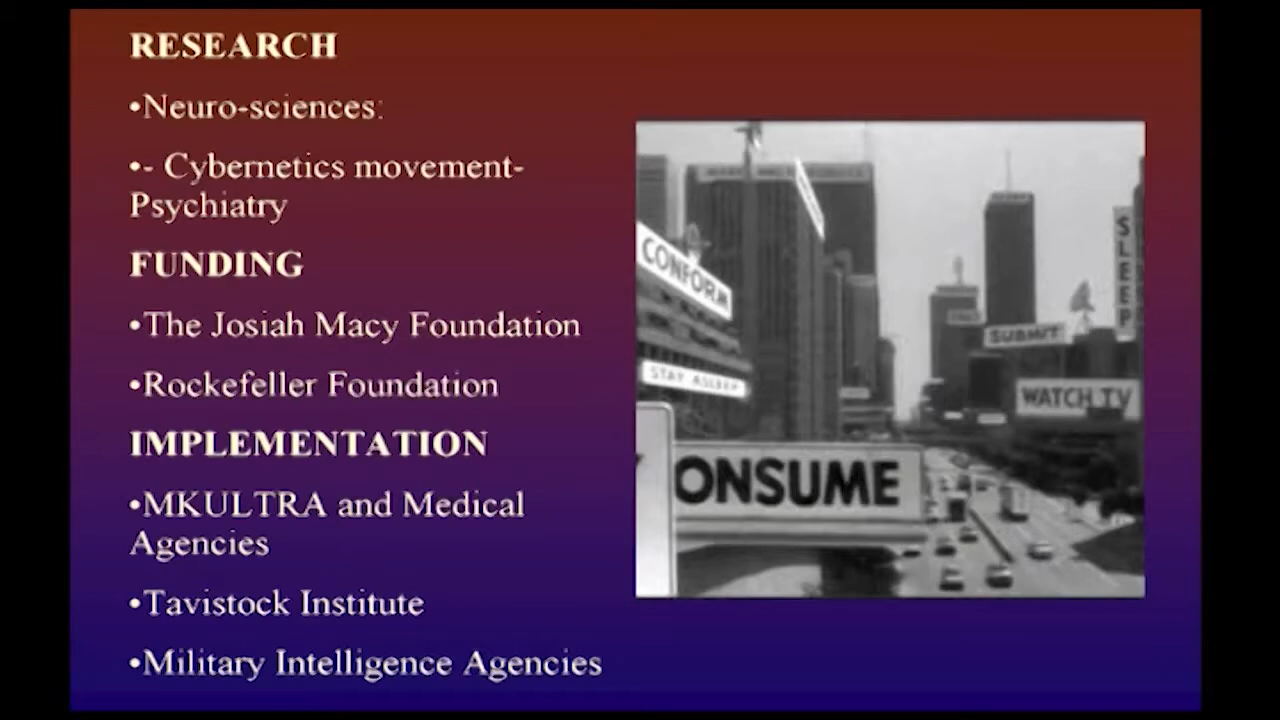 RESEARCH
•Neuro-sciences:
•- Cybernetics movement-
Psychiatry
FUNDING
•The Josiah Macy Foundation
•Rockefeller Foundation
IMPLEMENTATION
•MKULTRA and Medical
Agencies
•Tavistock Institute
•Military Intelligence Agencies
CONFORM
STAY ASLEEP
ONSUME
SUBMIT
WATCH TV
SLEEP